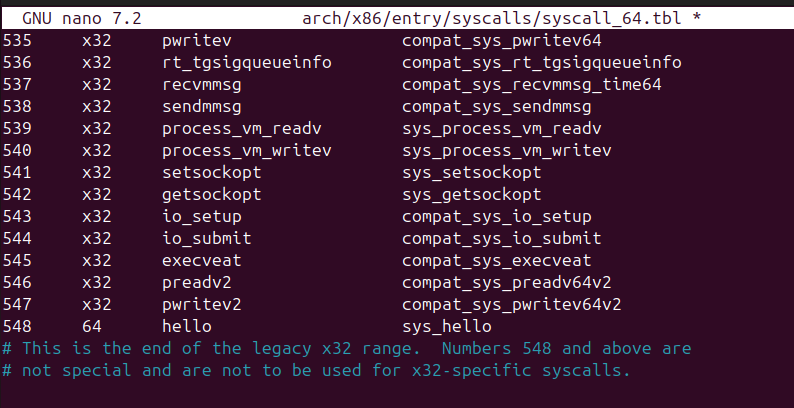 GNU nano 7.2 arch/x86/entry/syscalls/syscall_64.tbl *
535 x32 pwritev compat_sys_pwritev64
536 x32 rt_tgsigqueueinfo compat_sys_rt_tgsigqueueinfo
537 x32 recvmmsg compat_sys_recvmmsg_time64
538 x32 sendmmsg compat_sys_sendmmsg
539 x32 process_vm_readv sys_process_vm_readv
540 x32 process_vm_writev sys_process_vm_writev
541 x32 setsockopt sys_setsockopt
542 x32 getsockopt sys_getsockopt
543 x32 io_setup compat_sys_io_setup
544 x32 io_submit compat_sys_io_submit
545 x32 execveat compat_sys_execveat
546 x32 preadv2 compat_sys_preadv64v2
547 x32 pwritev2 compat_sys_pwritev64v2
548 64 hello sys_hello
# This is the end of the legacy x32 range.  Numbers 548 and above are
# not special and are not to be used for x32-specific syscalls.